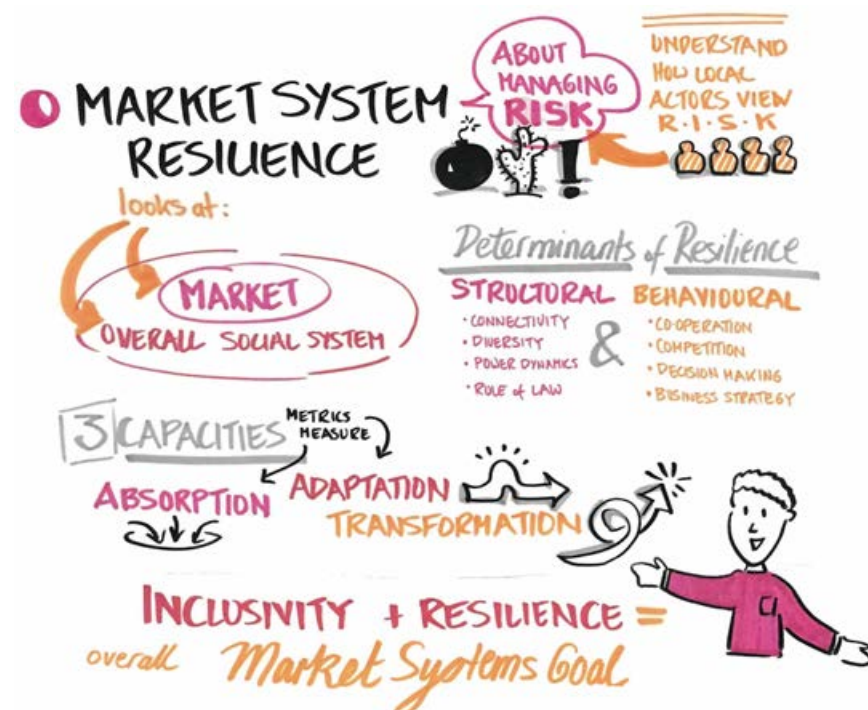 MARKET SYSTEM
RESILIENCE
ABOUT
MANAGING
RISK
UNDERSTAND
HOW LOCAL
ACTORS VIEW
R.I.S.K
looks at:
MARKET
OVERALL SOCIAL SYSTEM
Determinants of Resilience
STRUCTURAL
• CONNECTIVITY
• DIVERSITY
• POWER DYNAMICS
• RULE of LAW
&
BEHAVIOURAL
• CO-OPERATION
• COMPETITION
• DECISION MAKING
• BUSINESS STRATEGY
3 CAPACITIES
METRICS
MEASURE
ABSORPTION
ADAPTATION
TRANSFORMATION
INCLUSIVITY + RESILIENCE =
overall Market Systems Goal